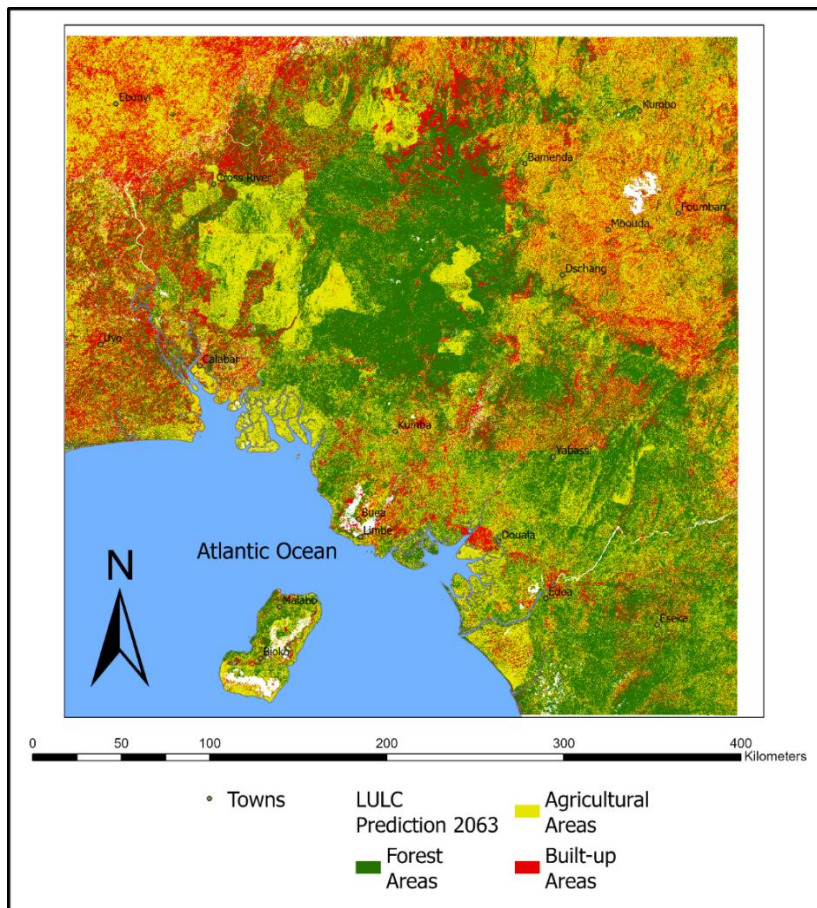 Ebonyi
Kumbo
Bamenda
Cross River
Foumban
Mbouda
Dschang
Uyo
Calabar
Kumba
Yabassi
Buea
Limbe
Douala
Atlantic Ocean
N
Edea
Malabo
Eseka
Bioko
0 50 100 200 300 400
Kilometers
Towns
LULC
Prediction 2063
Forest
Areas
Agricultural
Areas
Built-up
Areas